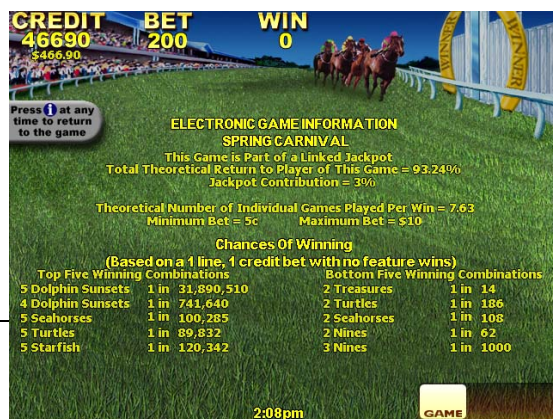 CREDIT BET WIN
46690 200 0
$466.90
WINNER
WINNER
Press i at any
time to return
to the game
ELECTRONIC GAME INFORMATION
SPRING CARNIVAL
This Game is Part of a Linked Jackpot
Total Theoretical Return to Player of This Game = 93.24%
Jackpot Contribution = 3%
Theoretical Number of Individual Games Played Per Win = 7.63
Minimum Bet = 5c Maximum Bet = $10
Chances Of Winning
(Based on a 1 line, 1 credit bet with no feature wins)
Top Five Winning Combinations Bottom Five Winning Combinations
5 Dolphin Sunsets 1 in 31,890,510 2 Treasures 1 in 14
4 Dolphin Sunsets 1 in 741,640 2 Turtles 1 in 186
5 Seahorses 1 in 100,285 2 Seahorses 1 in 108
5 Turtles 1 in 89,832 2 Nines 1 in 62
5 Starfish 1 in 120,342 3 Nines 1 in 1000
2:08pm
GAME